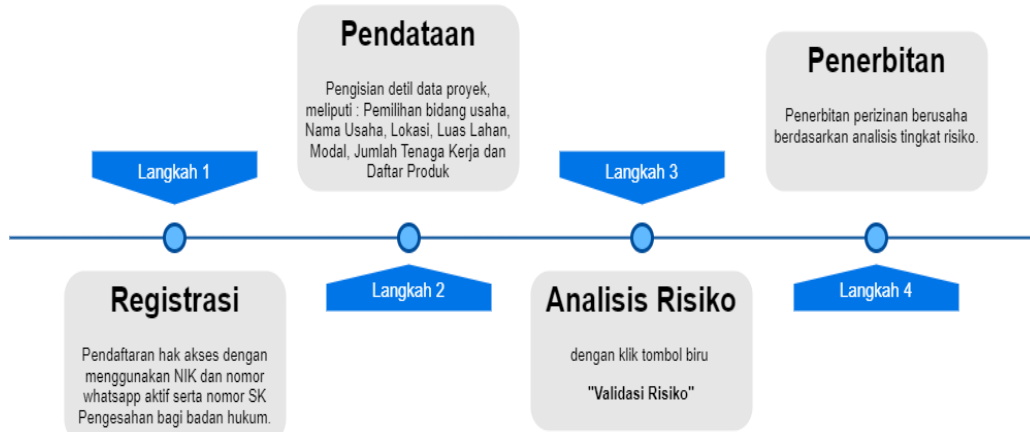 Langkah 1
Registrasi
Pendaftaran hak akses dengan
menggunakan NIK dan nomor
whatsapp aktif serta nomor SK
Pengesahan bagi badan hukum.
Pendataan
Pengisian detil data proyek,
meliputi : Pemilihan bidang usaha,
Nama Usaha, Lokasi, Luas Lahan,
Modal, Jumlah Tenaga Kerja dan
Daftar Produk
Langkah 2
Langkah 3
Analisis Risiko
dengan klik tombol biru
"Validasi Risiko"
Penerbitan
Penerbitan perizinan berusaha
berdasarkan analisis tingkat risiko.
Langkah 4